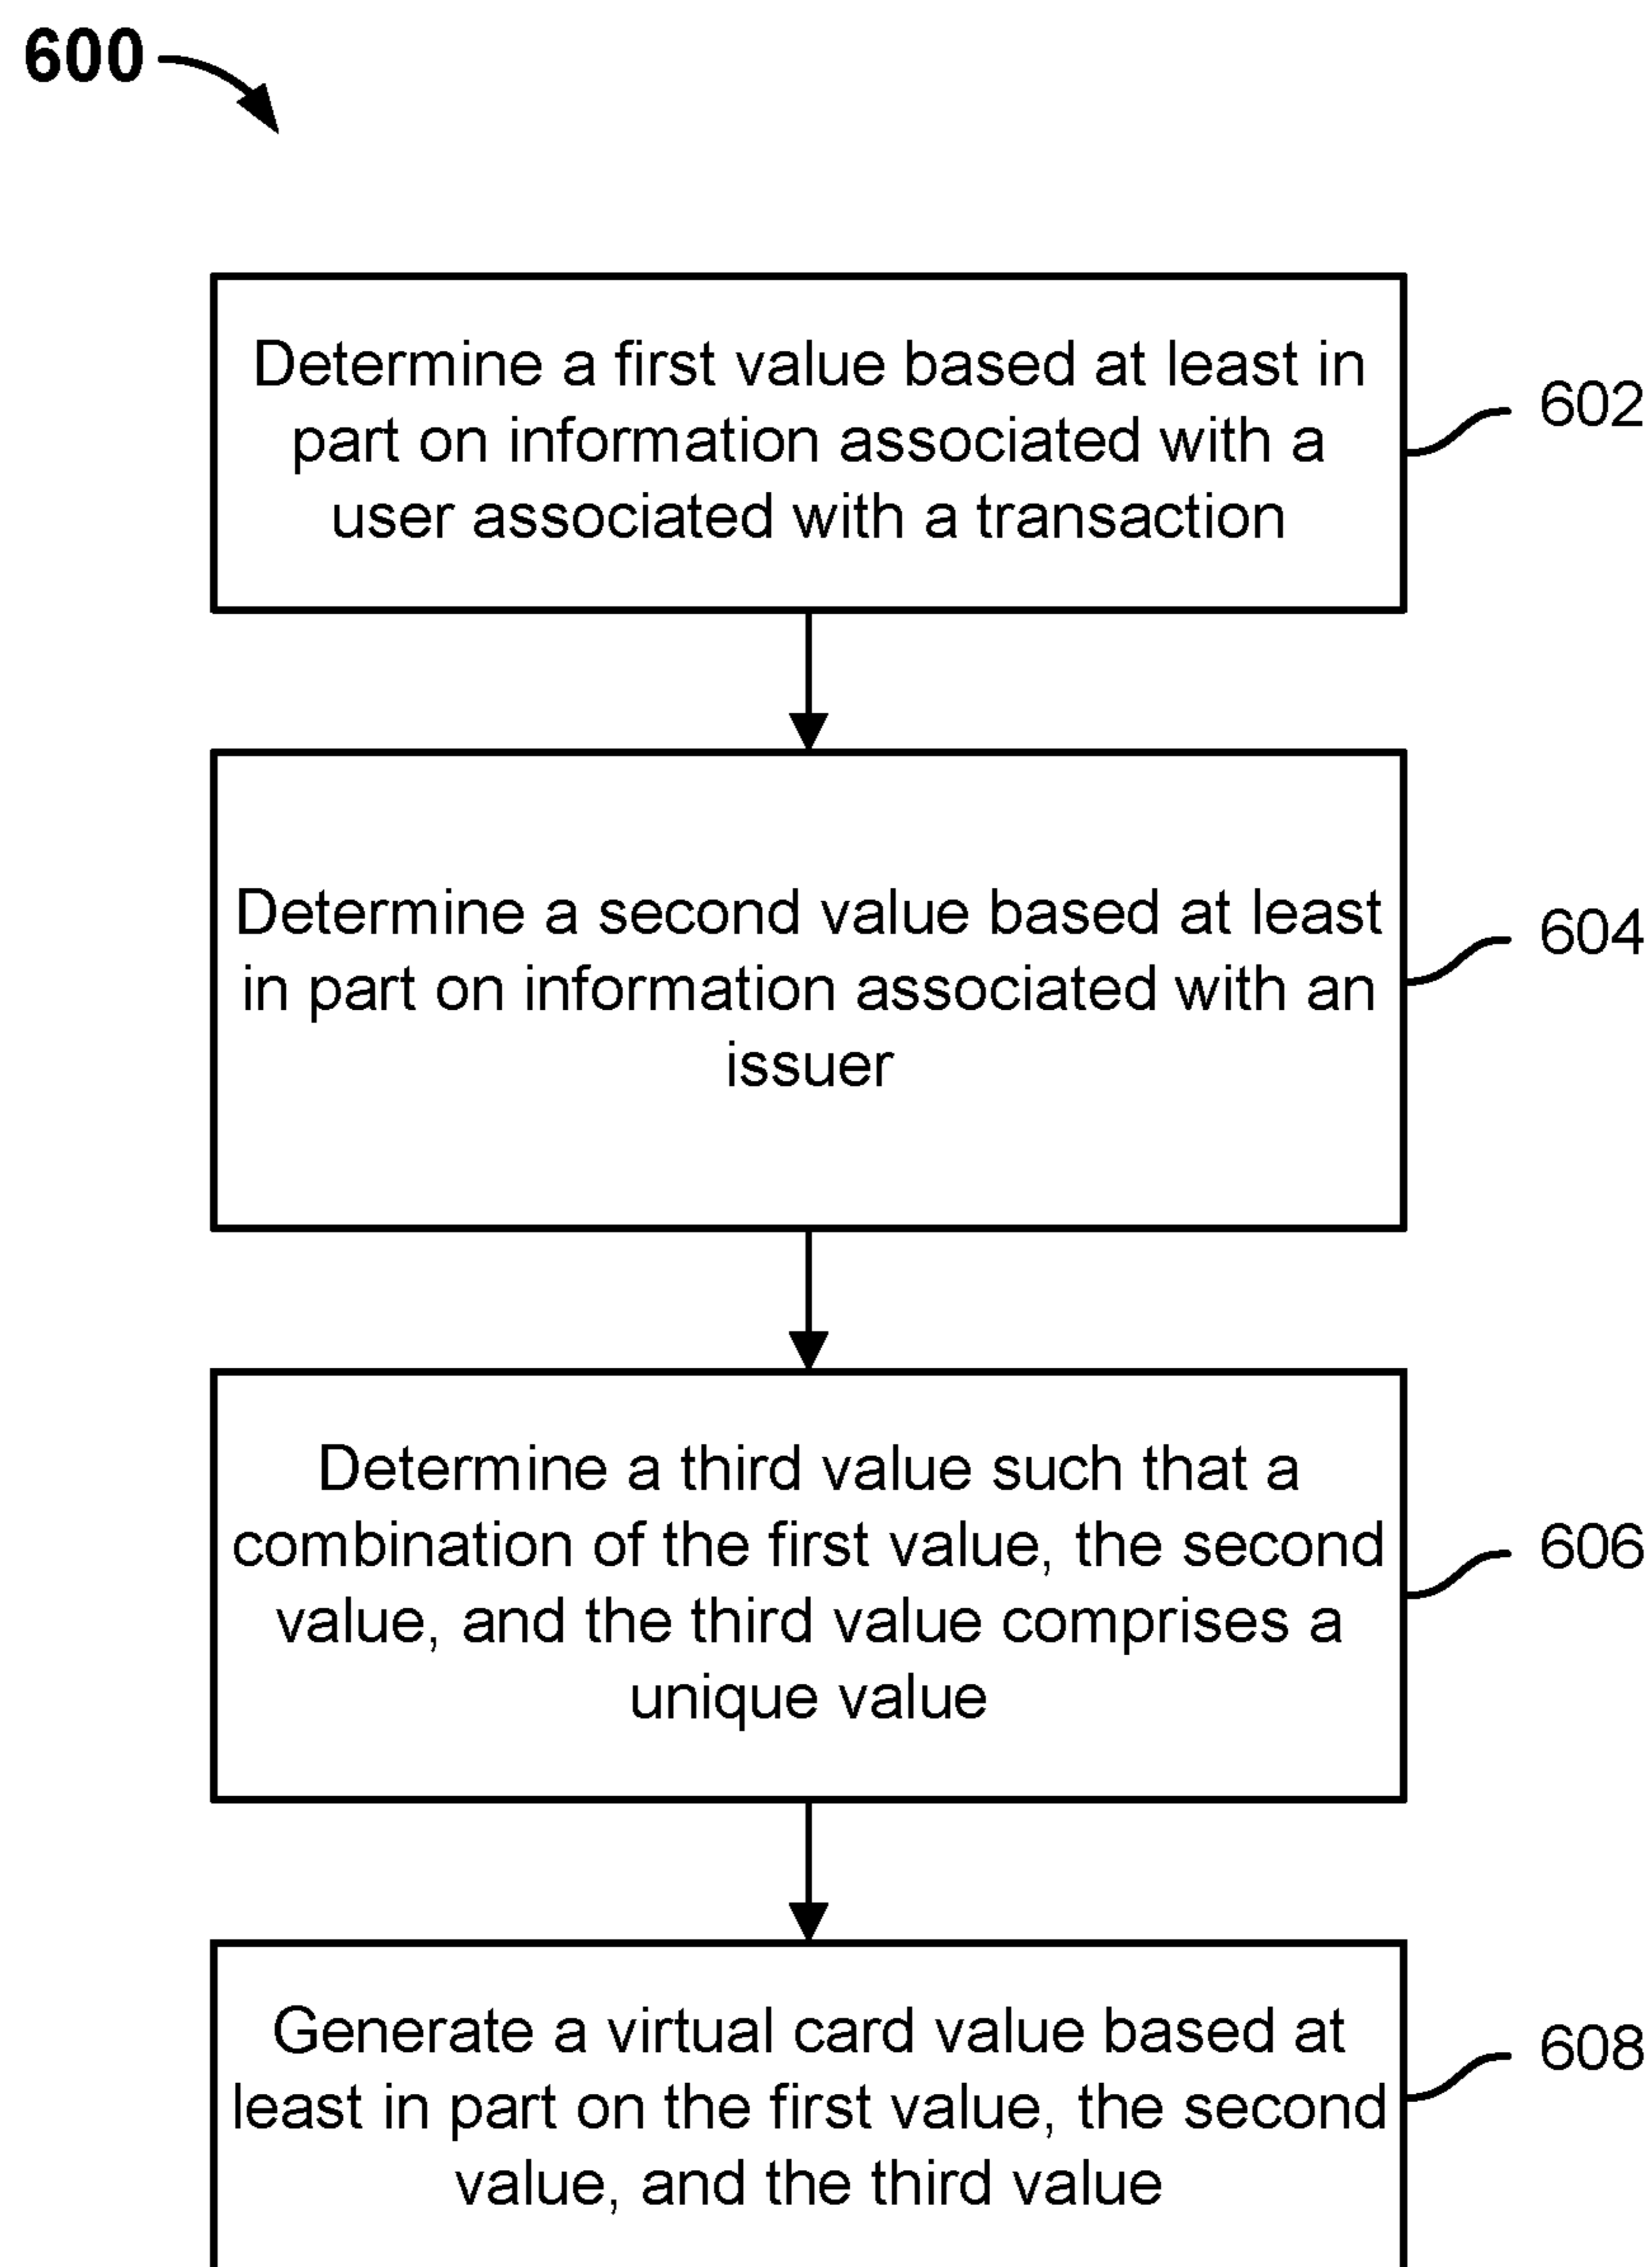 600
Determine a first value based at least in
part on information associated with a
user associated with a transaction
602
Determine a second value based at least
in part on information associated with an
issuer
604
Determine a third value such that a
combination of the first value, the second
value, and the third value comprises a
unique value
606
Generate a virtual card value based at
least in part on the first value, the second
value, and the third value
608